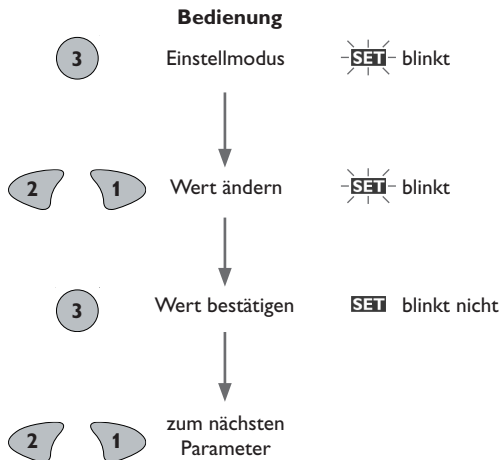 Bedienung
3 Einstellmodus SET blinkt
2 1 Wert ändern SET blinkt
3 Wert bestätigen SET blinkt nicht
zum nächsten
2 1 Parameter